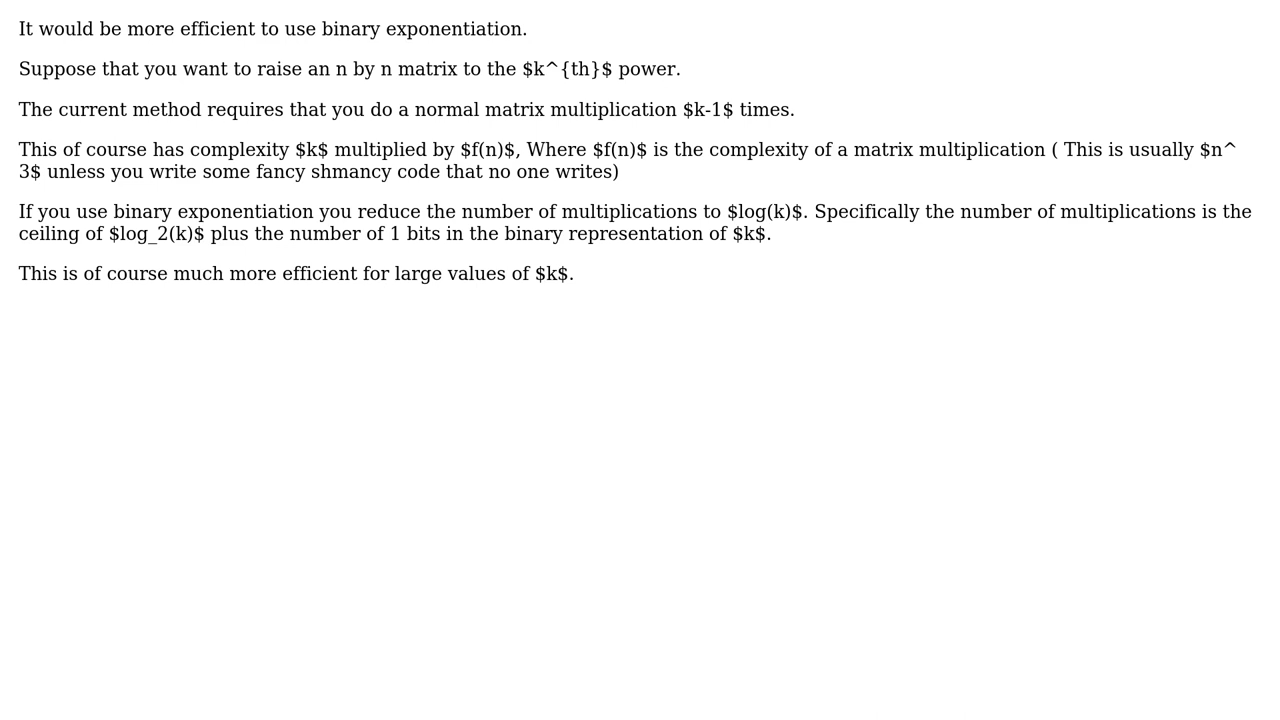 It would be more efficient to use binary exponentiation.
Suppose that you want to raise an n by n matrix to the $k^{th}$ power.
The current method requires that you do a normal matrix multiplication $k-1$ times.
This of course has complexity $k$ multiplied by $f(n)$, Where $f(n)$ is the complexity of a matrix multiplication ( This is usually $n^
3$ unless you write some fancy shmancy code that no one writes)
If you use binary exponentiation you reduce the number of multiplications to $log(k)$. Specifically the number of multiplications is the
ceiling of $log_2(k)$ plus the number of 1 bits in the binary representation of $k$.
This is of course much more efficient for large values of $k$.